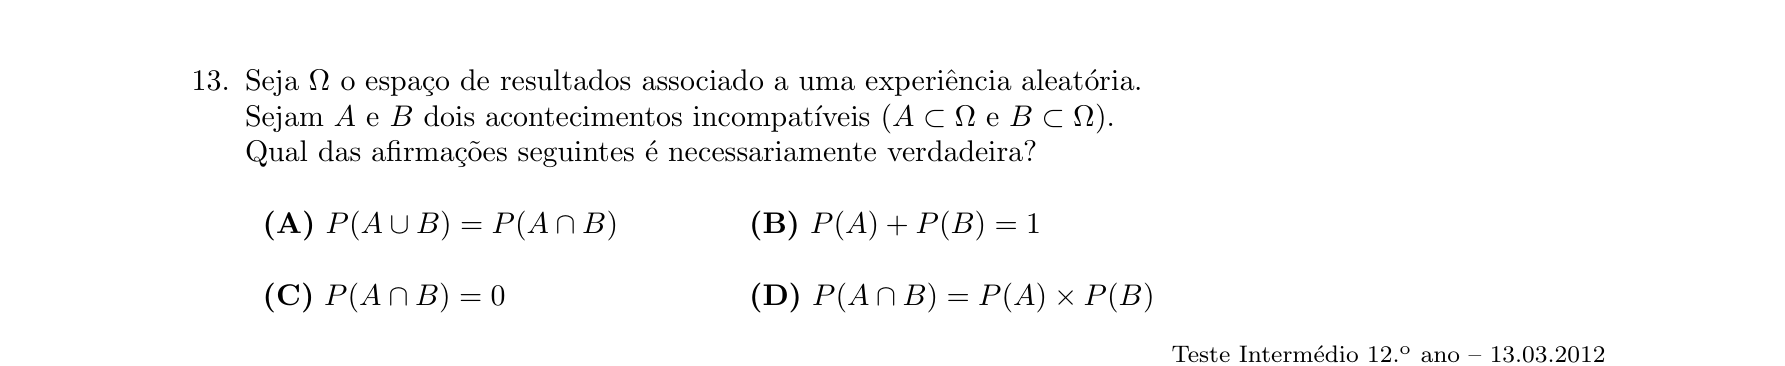 13. Seja Ω o espaço de resultados associado a uma experiência aleatória.
Sejam A e B dois acontecimentos incompatíveis (A ⊂ Ω e B ⊂ Ω).
Qual das afirmações seguintes é necessariamente verdadeira?
(A) P(A ∪ B) = P(A ∩ B) (B) P(A) + P(B) = 1
(C) P(A ∩ B) = 0 (D) P(A ∩ B) = P(A) × P(B)
Teste Intermédio 12.º ano – 13.03.2012